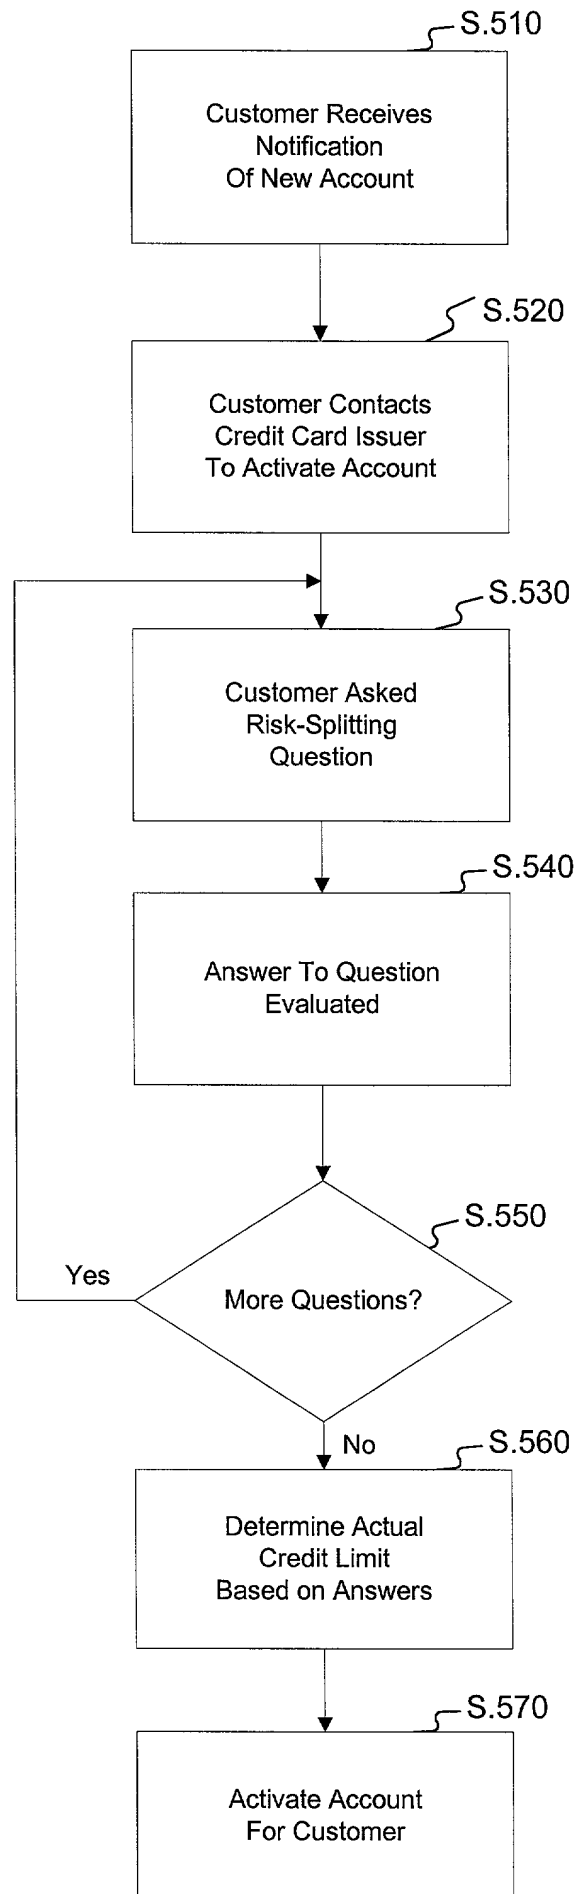 S.510
Customer Receives
Notification
Of New Account
S.520
Customer Contacts
Credit Card Issuer
To Activate Account
S.530
Customer Asked
Risk-Splitting
Question
S.540
Answer To Question
Evaluated
S.550
Yes
More Questions?
No
S.560
Determine Actual
Credit Limit
Based on Answers
S.570
Activate Account
For Customer